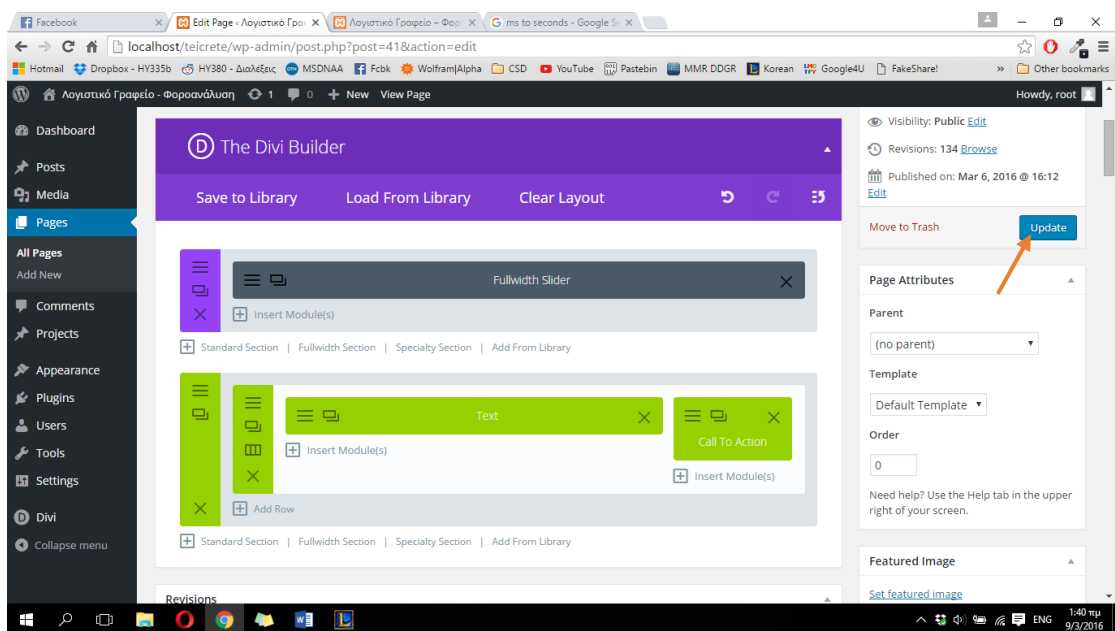 Facebook
Edit Page ‹ Λογιστικό Γρα
Λογιστικό Γραφείο – Φορ
ms to seconds - Google Se
localhost/teicrete/wp-admin/post.php?post=41&action=edit
Hotmail
Dropbox - HY335b
HY380 - Διαλέξεις
MSDNAA
Fcbk
Wolfram|Alpha
CSD
YouTube
Pastebin
MMR DDGR
Korean
Google4U
FakeShare!
»
Other bookmarks
Λογιστικό Γραφείο - Φοροανάλυση
1
0
+ New
View Page
Howdy, root
Dashboard
Posts
Media
Pages
All Pages
Add New
Comments
Projects
Appearance
Plugins
Users
Tools
Settings
Divi
Collapse menu
D The Divi Builder
Save to Library
Load From Library
Clear Layout
Fullwidth Slider
Insert Module(s)
Standard Section | Fullwidth Section | Specialty Section | Add From Library
Text
Insert Module(s)
Call To Action
Insert Module(s)
Add Row
Standard Section | Fullwidth Section | Specialty Section | Add From Library
Revisions
Visibility: Public Edit
Revisions: 134 Browse
Published on: Mar 6, 2016 @ 16:12
Edit
Move to Trash
Update
Page Attributes
Parent
(no parent)
Template
Default Template
Order
0
Need help? Use the Help tab in the upper
right of your screen.
Featured Image
Set featured image
ENG
1:40 πμ
9/3/2016